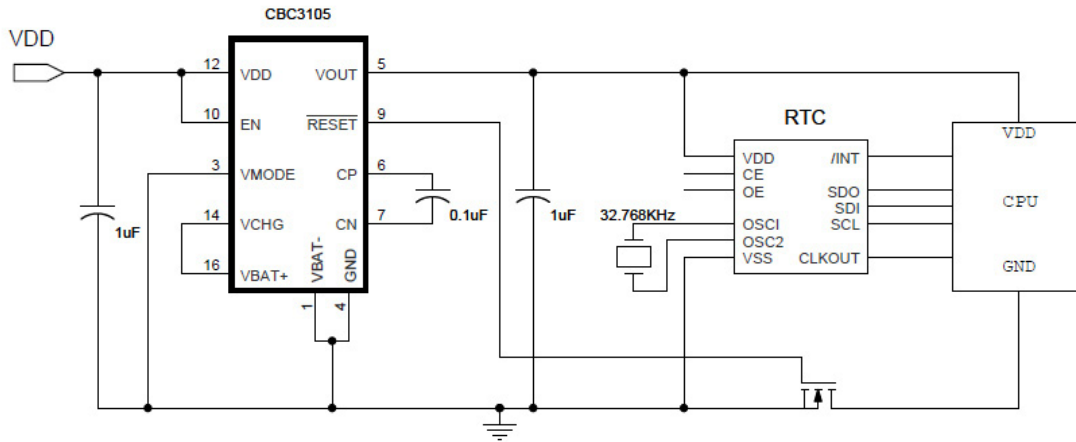 CBC3105
VDD
12 VDD VOUT 5
10 EN RESET 9
3 VMODE CP 6
14 VCHG CN 7
16 VBAT+
VBAT- GND
1 4
1uF
0.1uF
1uF
RTC
VDD /INT
CE
OE SDO
SDI
OSC1 SCL
OSC2
VSS CLKOUT
32.768KHz
VDD
CPU
GND